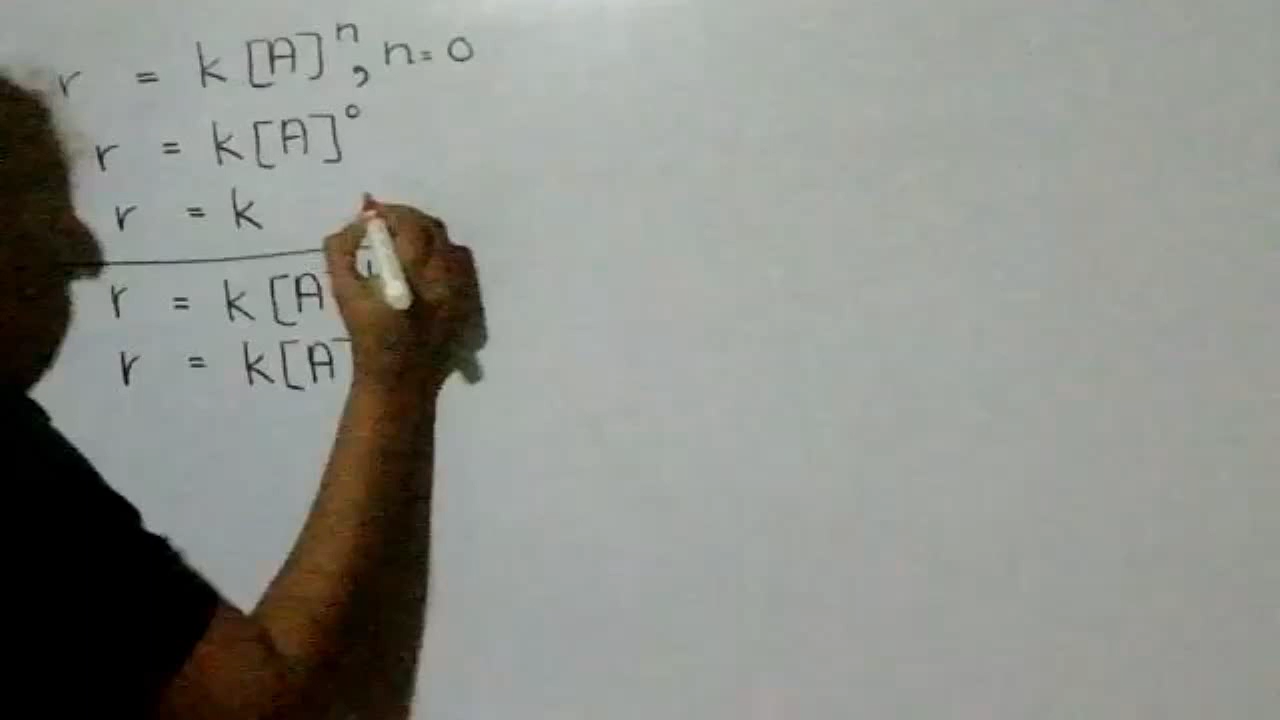 r = k[A]ⁿ, n=0
r = k[A]⁰
r = k
r = k[A
r = k[A